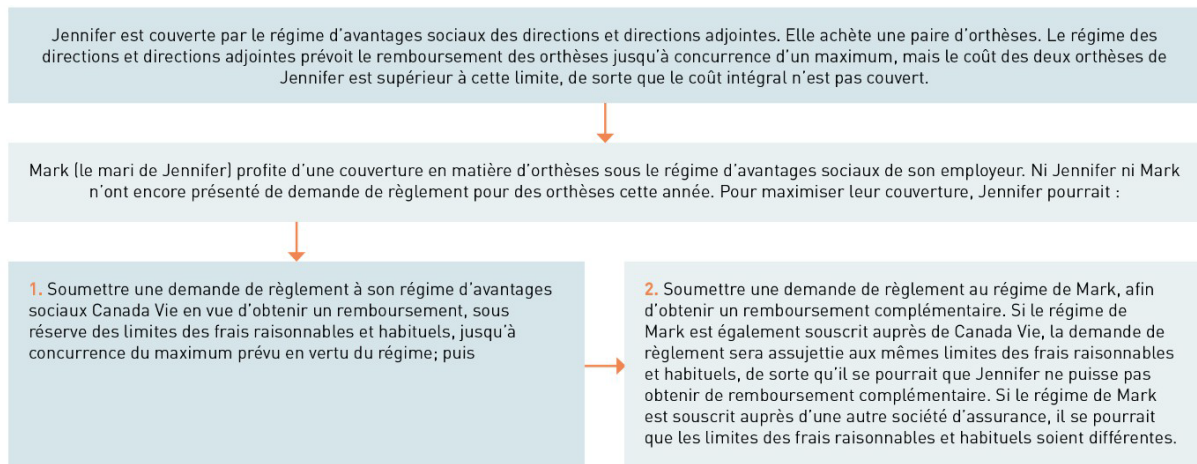 Jennifer est couverte par le régime d’avantages sociaux des directions et directions adjointes. Elle achète une paire d’orthèses. Le régime des
directions et directions adjointes prévoit le remboursement des orthèses jusqu’à concurrence d’un maximum, mais le coût des deux orthèses de
Jennifer est supérieur à cette limite, de sorte que le coût intégral n’est pas couvert.
Mark (le mari de Jennifer) profite d’une couverture en matière d’orthèses sous le régime d’avantages sociaux de son employeur. Ni Jennifer ni Mark
n’ont encore présenté de demande de règlement pour des orthèses cette année. Pour maximiser leur couverture, Jennifer pourrait :
1. Soumettre une demande de règlement à son régime d’avantages
sociaux Canada Vie en vue d’obtenir un remboursement, sous
réserve des limites des frais raisonnables et habituels, jusqu’à
concurrence du maximum prévu en vertu du régime; puis
2. Soumettre une demande de règlement au régime de Mark, afin
d’obtenir un remboursement complémentaire. Si le régime de
Mark est également souscrit auprès de Canada Vie, la demande de
règlement sera assujettie aux mêmes limites des frais raisonnables
et habituels, de sorte qu’il se pourrait que Jennifer ne puisse pas
obtenir de remboursement complémentaire. Si le régime de Mark
est souscrit auprès d’une autre société d’assurance, il se pourrait
que les limites des frais raisonnables et habituels soient différentes.